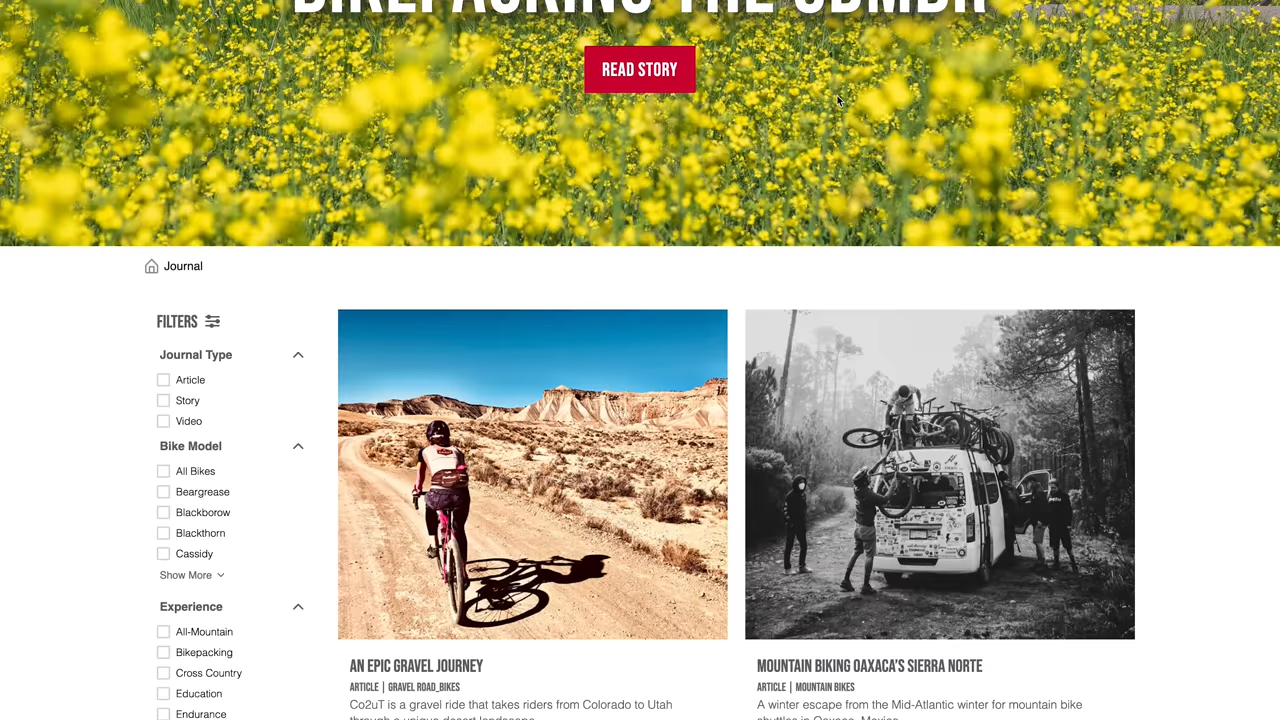 BIKEPACKING THE GDMBR
READ STORY
Journal
FILTERS
Journal Type
Article
Story
Video
Bike Model
All Bikes
Beargrease
Blackborow
Blackthorn
Cassidy
Show More
Experience
All-Mountain
Bikepacking
Cross Country
Education
Endurance
AN EPIC GRAVEL JOURNEY
ARTICLE | GRAVEL ROAD_BIKES
Co2uT is a gravel ride that takes riders from Colorado to Utah
through a unique desert landscape.
MOUNTAIN BIKING OAXACA'S SIERRA NORTE
ARTICLE | MOUNTAIN BIKES
A winter escape from the Mid-Atlantic winter for mountain bike
shuttles in Oaxaca, Mexico.